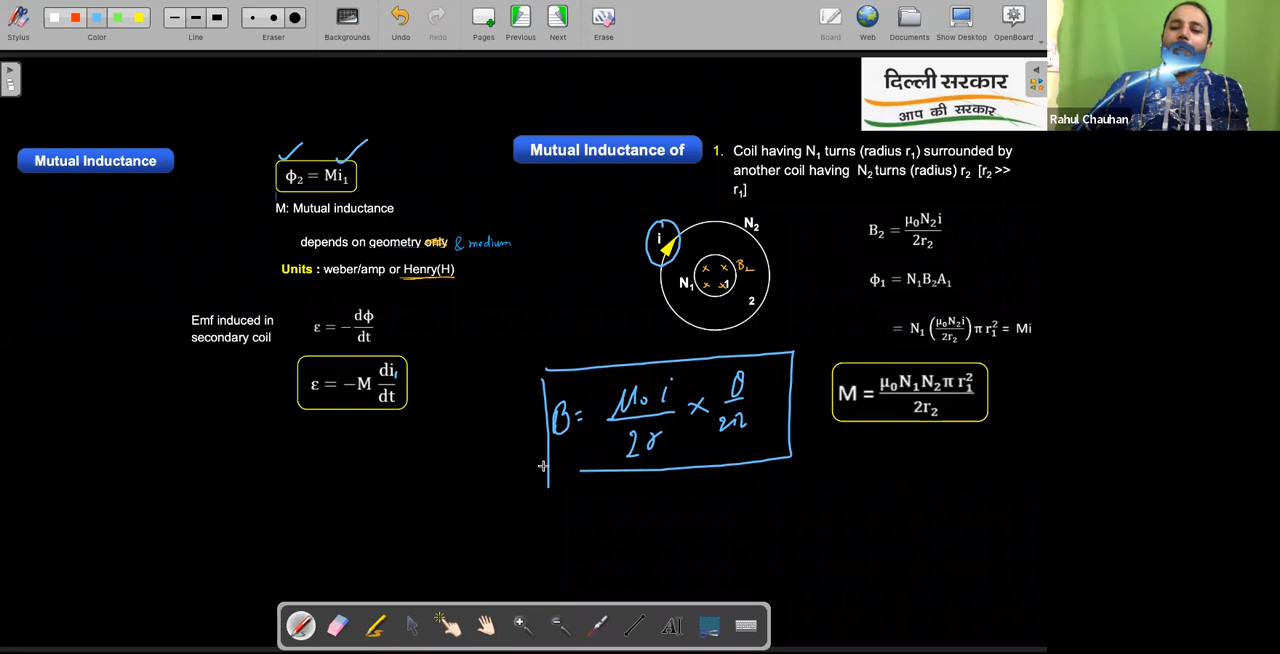 Stylus
Color
Line
Eraser
Backgrounds
Undo
Redo
Pages
Previous
Next
Erase
Board
Web
Documents
Show Desktop
OpenBoard
दिल्ली सरकार
आप की सरकार
Rahul Chauhan
Mutual Inductance
ϕ₂ = Mi₁
M: Mutual inductance
depends on geometry only & medium
Units : weber/amp or Henry(H)
Emf induced in
secondary coil
ε = − dϕ/dt
ε = −M di₁/dt
Mutual Inductance of
1. Coil having N₁ turns (radius r₁) surrounded by
another coil having N₂ turns (radius) r₂ [r₂ >>
r₁]
i
N₂
B₂
N₁
1
2
B₂ = μ₀N₂i/2r₂
ϕ₁ = N₁B₂A₁
= N₁ (μ₀N₂i/2r₂) π r₁² = Mi
B = μ₀ i/2r × θ/2π
M = μ₀N₁N₂π r₁²/2r₂
AI